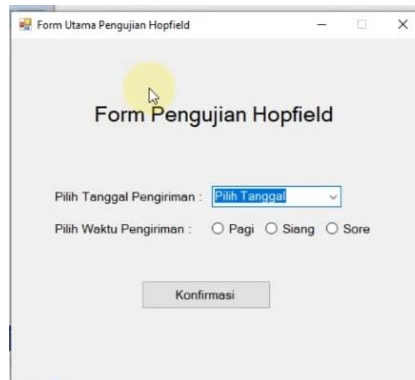 Form Utama Pengujian Hopfield
Form Pengujian Hopfield
Pilih Tanggal Pengiriman : Pilih Tanggal
Pilih Waktu Pengiriman : Pagi Siang Sore
Konfirmasi